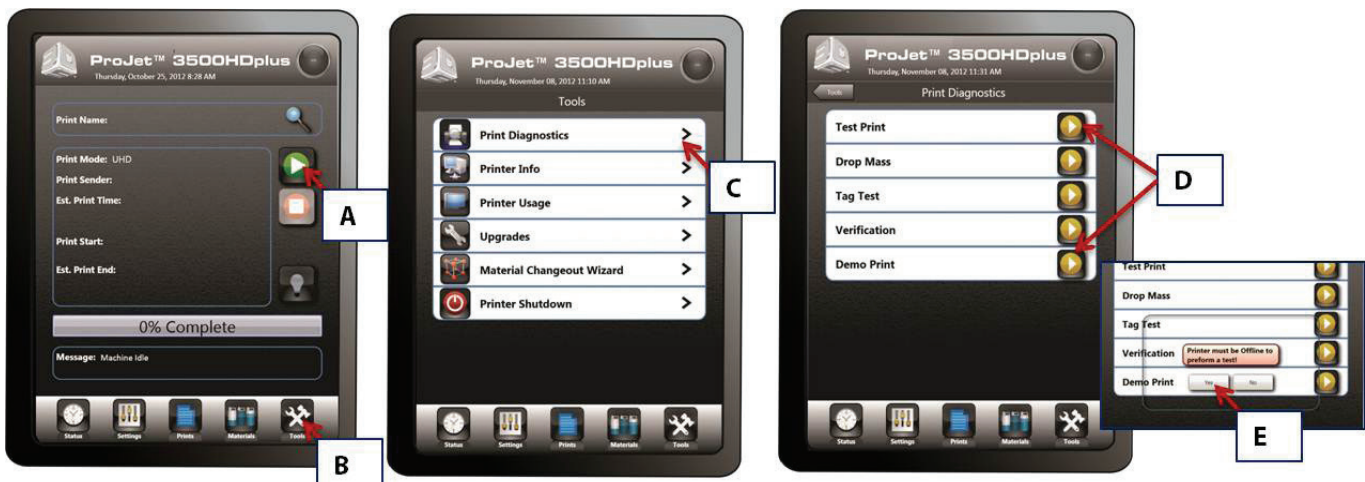 ProJet™ 3500HDplus
Thursday, October 25, 2012 8:28 AM
Print Name:
Print Mode: UHD
Print Sender:
Est. Print Time:
Print Start:
Est. Print End:
0% Complete
Message: Machine Idle
Status Settings Prints Materials Tools
A
B
ProJet™ 3500HDplus
Thursday, November 08, 2012 11:10 AM
Tools
Print Diagnostics
Printer Info
Printer Usage
Upgrades
Material Changeout Wizard
Printer Shutdown
Status Settings Prints Materials Tools
C
ProJet™ 3500HDplus
Thursday, November 08, 2012 11:31 AM
Tools Print Diagnostics
Test Print
Drop Mass
Tag Test
Verification
Demo Print
Status Settings Prints Materials Tools
D
Test Print
Drop Mass
Tag Test
Verification
Printer must be Offline to
preform a test!
Demo Print Yes No
E